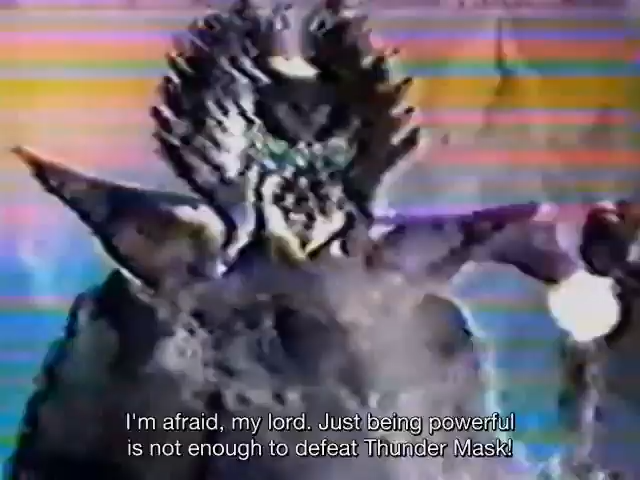 I'm afraid, my lord. Just being powerful
is not enough to defeat Thunder Mask!